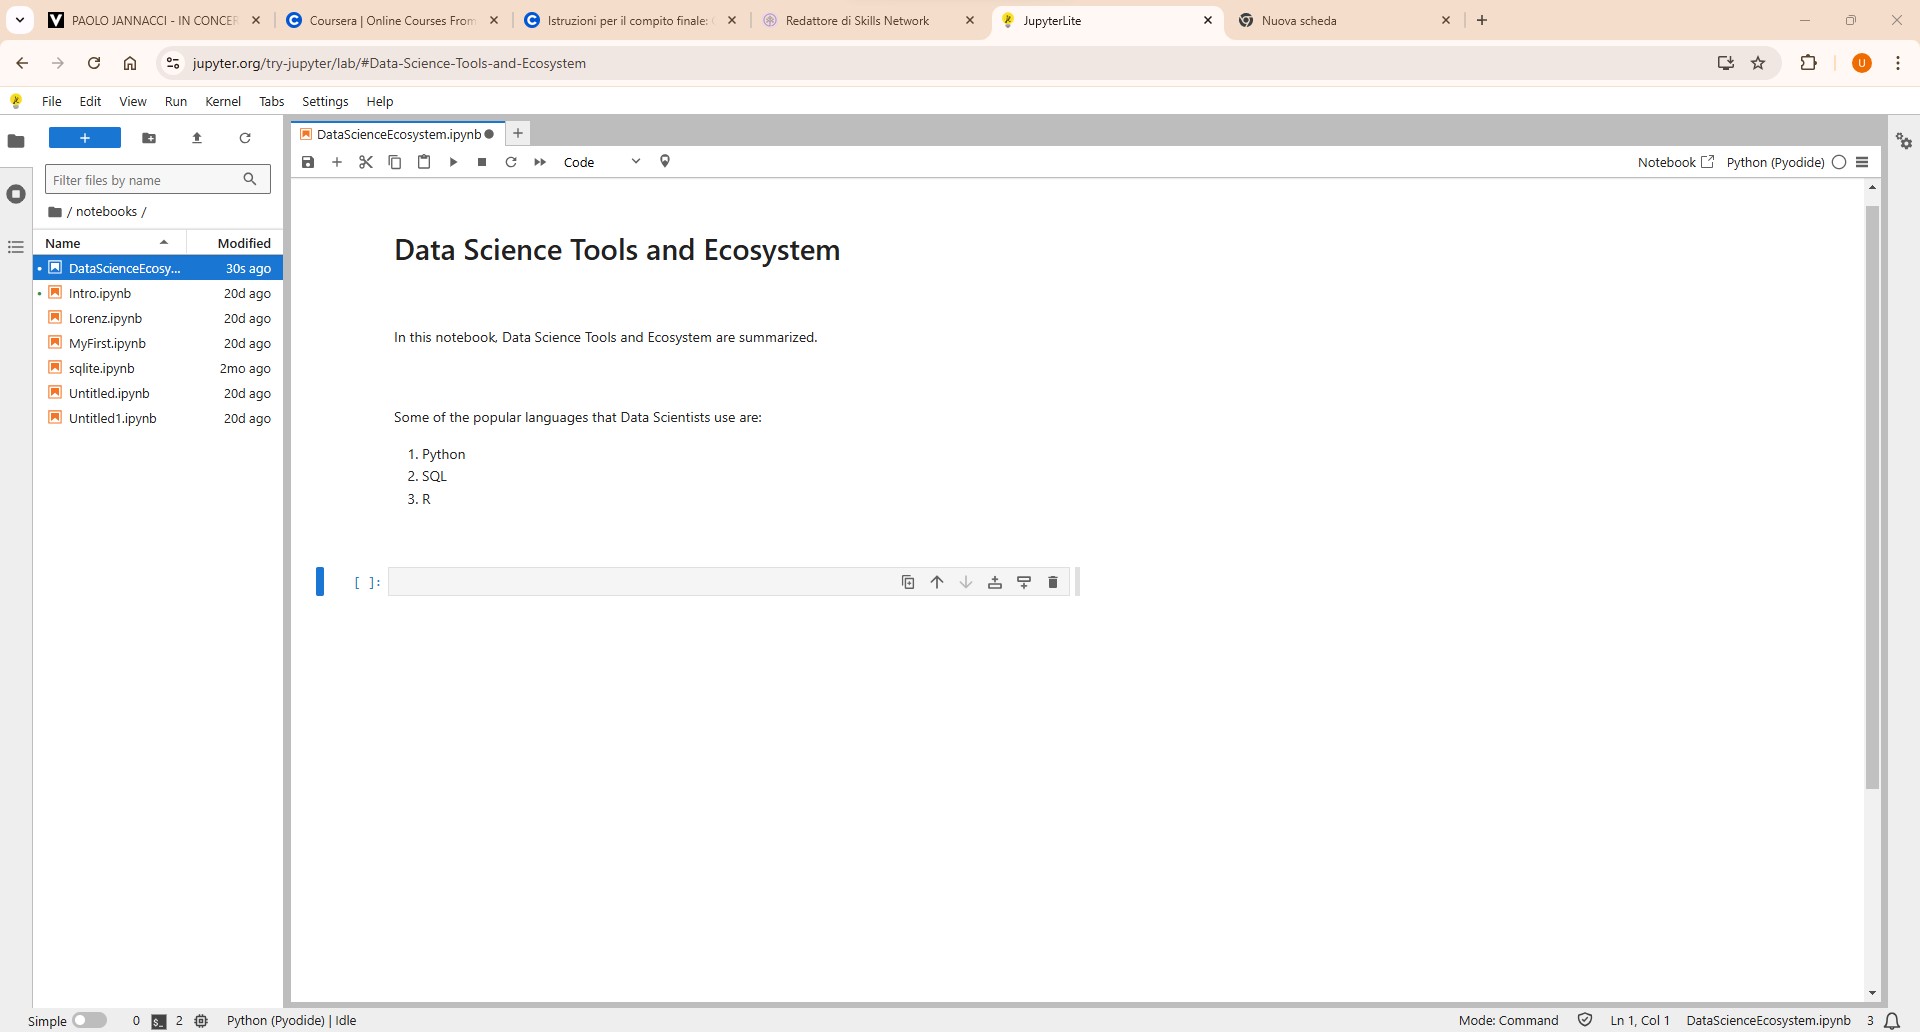 PAOLO JANNACCI - IN CONCER
Coursera | Online Courses From
Istruzioni per il compito finale:
Redattore di Skills Network
JupyterLite
Nuova scheda
jupyter.org/try-jupyter/lab/#Data-Science-Tools-and-Ecosystem
U
File Edit View Run Kernel Tabs Settings Help
DataScienceEcosystem.ipynb
Code
Notebook
Python (Pyodide)
Filter files by name
/ notebooks /
Name Modified
DataScienceEcosy... 30s ago
Intro.ipynb 20d ago
Lorenz.ipynb 20d ago
MyFirst.ipynb 20d ago
sqlite.ipynb 2mo ago
Untitled.ipynb 20d ago
Untitled1.ipynb 20d ago
Data Science Tools and Ecosystem
In this notebook, Data Science Tools and Ecosystem are summarized.
Some of the popular languages that Data Scientists use are:
1. Python
2. SQL
3. R
[ ]:
Simple 0 2 Python (Pyodide) | Idle
Mode: Command Ln 1, Col 1 DataScienceEcosystem.ipynb 3